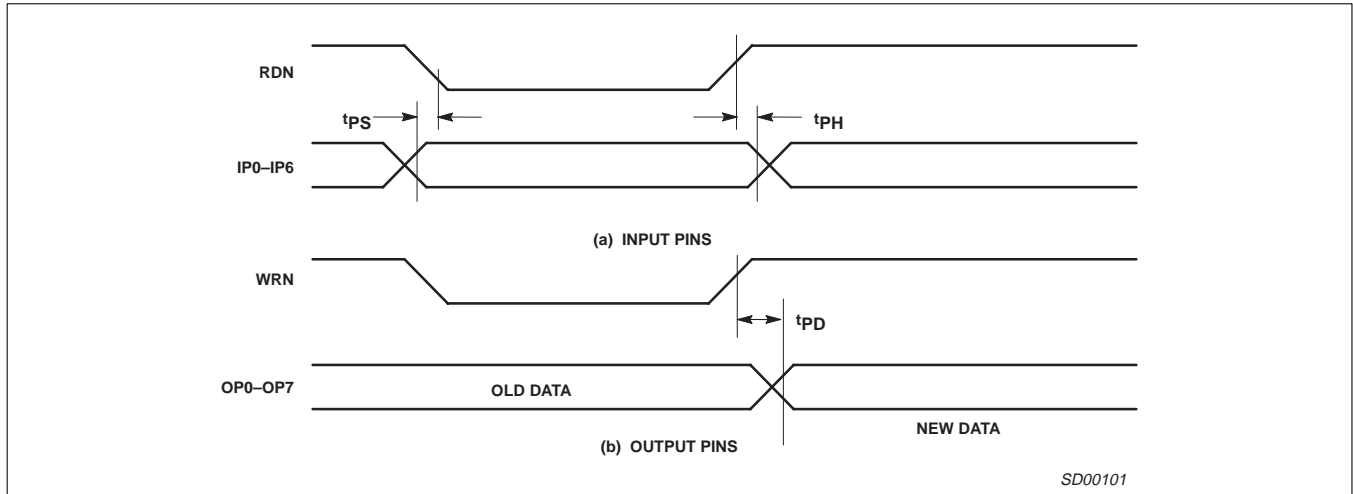 RDN
tPS
tPH
IP0–IP6
(a) INPUT PINS
WRN
tPD
OP0–OP7
OLD DATA
NEW DATA
(b) OUTPUT PINS
SD00101